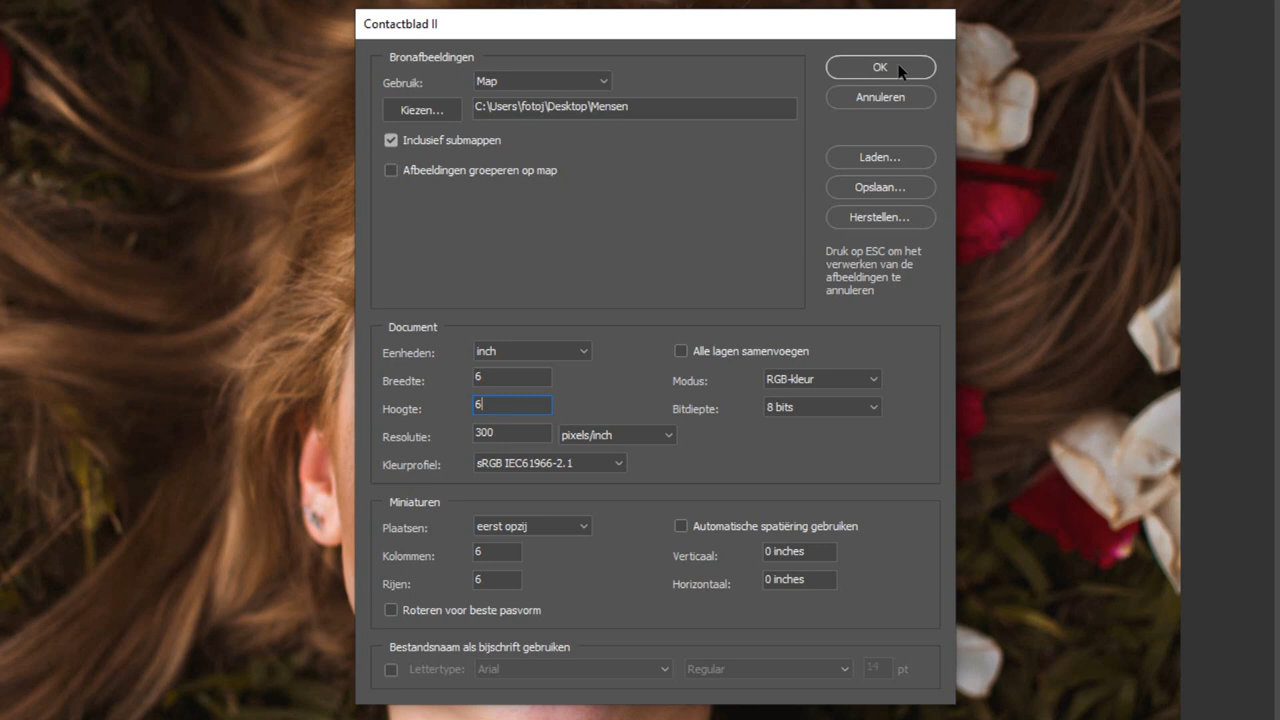 Contactblad II
Bronafbeeldingen
Gebruik: Map
Kiezen... C:\Users\fotoj\Desktop\Mensen
Inclusief submappen
Afbeeldingen groeperen op map
OK
Annuleren
Laden...
Opslaan...
Herstellen...
Druk op ESC om het
verwerken van de
afbeeldingen te
annuleren
Document
Eenheden: inch
Alle lagen samenvoegen
Breedte: 6
Modus: RGB-kleur
Hoogte: 6
Bitdiepte: 8 bits
Resolutie: 300 pixels/inch
Kleurprofiel: sRGB IEC61966-2.1
Miniaturen
Plaatsen: eerst opzij
Automatische spatiëring gebruiken
Kolommen: 6
Verticaal: 0 inches
Rijen: 6
Horizontaal: 0 inches
Roteren voor beste pasvorm
Bestandsnaam als bijschrift gebruiken
Lettertype: Arial Regular 14 pt